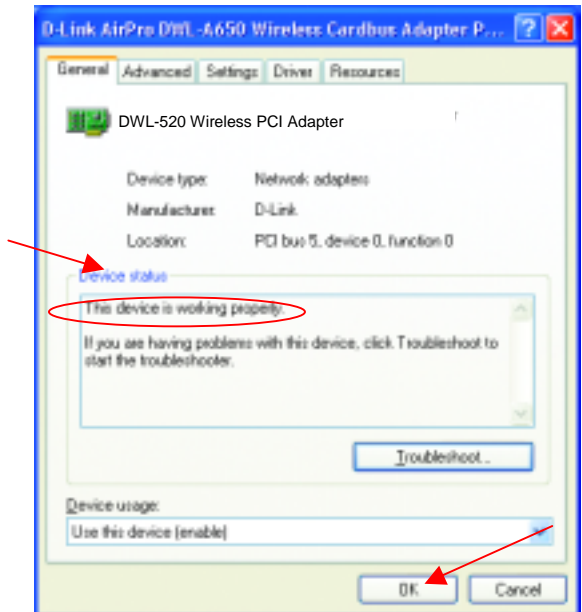 D-Link AirPro DWL-A650 Wireless Cardbus Adapter P...
General Advanced Settings Driver Resources
DWL-520 Wireless PCI Adapter
Device type: Network adapters
Manufacturer: D-Link
Location: PCI bus 5, device 0, function 0
Device status
This device is working properly.
If you are having problems with this device, click Troubleshoot to
start the troubleshooter.
Troubleshoot...
Device usage:
Use this device (enable)
OK Cancel